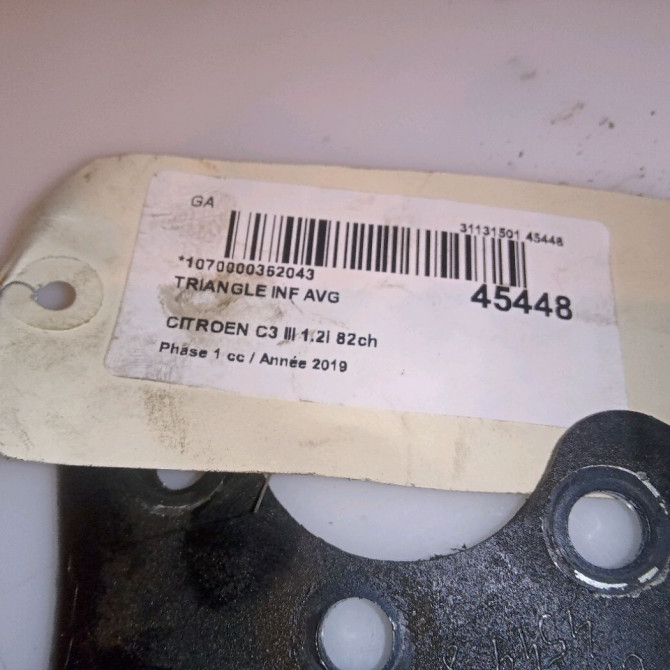 GA
31131501 45448
*1070000352043
45448
TRIANGLE INF AVG
CITROEN C3 III 1.2i 82ch
Phase 1 cc / Année 2019